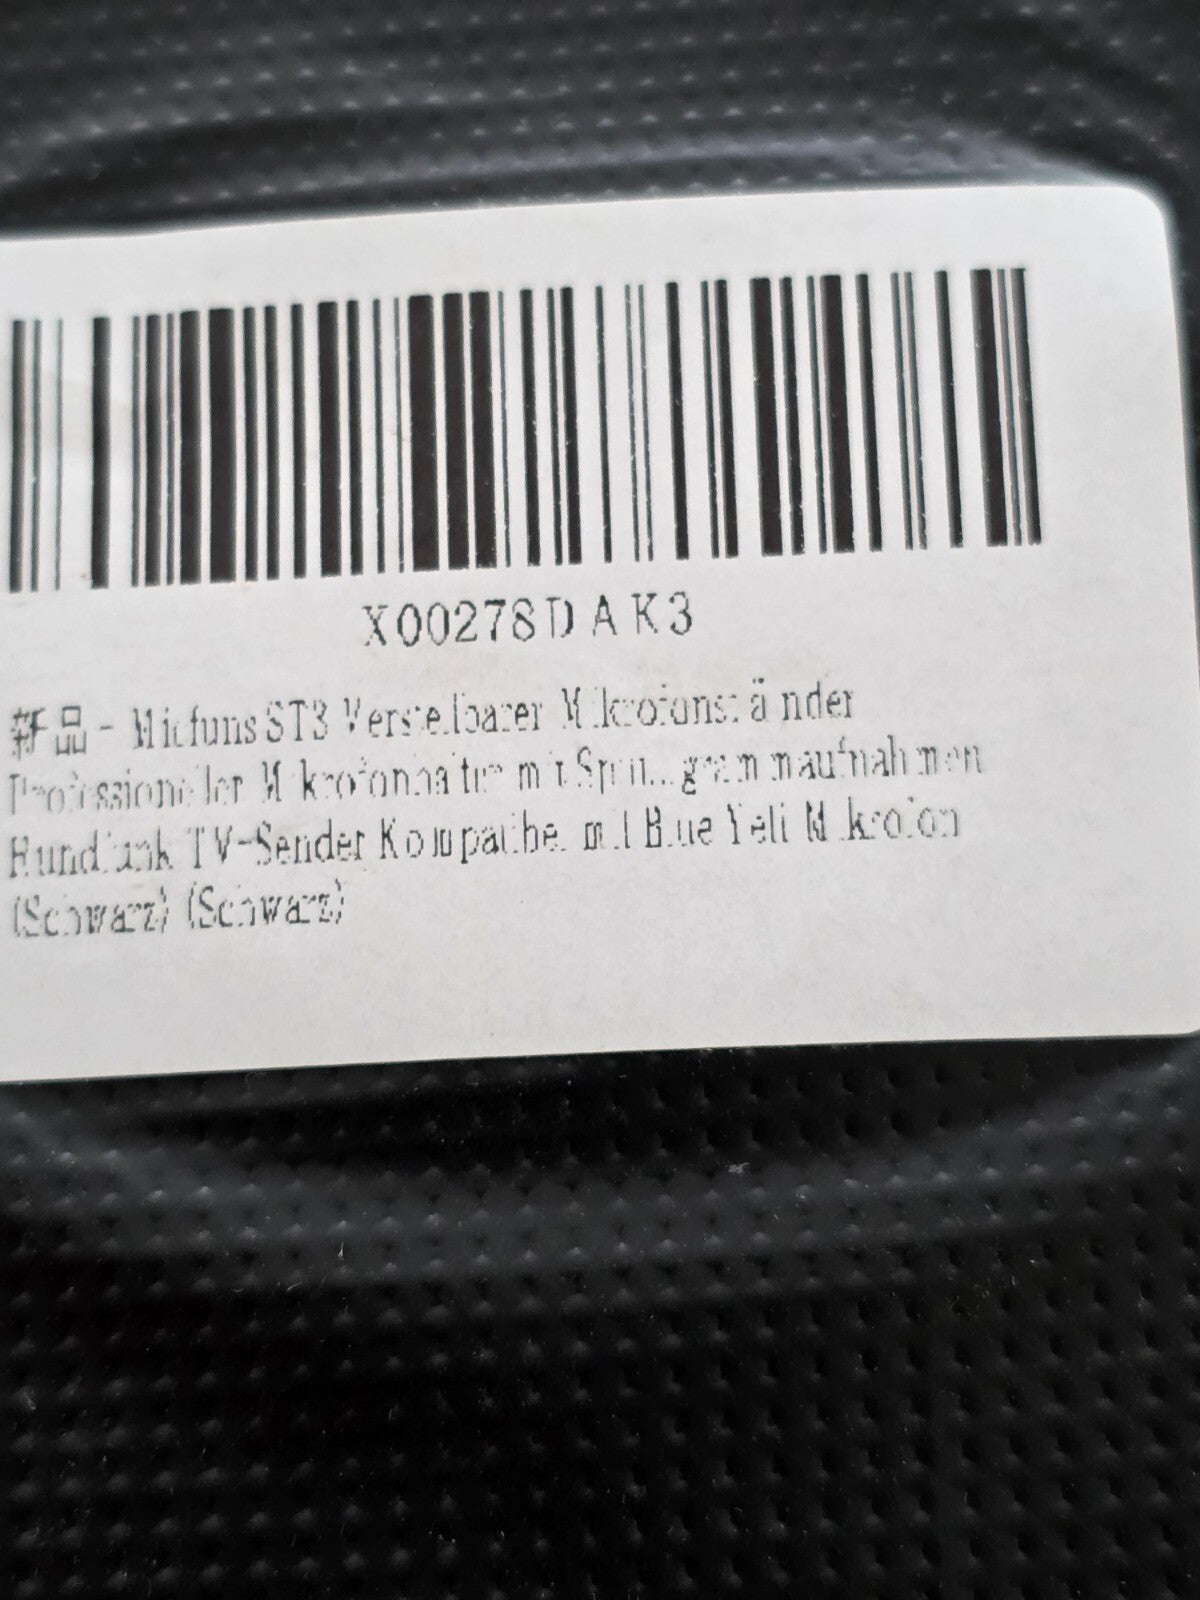 X00278DAK3
新品 - Micfuns ST3 Verstellbarer Mikrofonständer
Professioneller Mikrofonhalter mit
Rundfunk TV-Sender Kompatibel mit Blue Yeti Mikrofon
(Schwarz) (Schwarz)